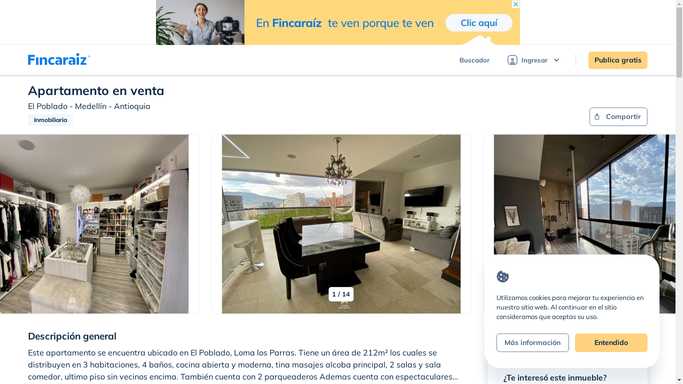 En Fincaraíz te ven porque te ven
Clic aquí
Fincaraiz
Buscador
Ingresar
Publica gratis
Apartamento en venta
El Poblado - Medellín - Antioquia
Inmobiliaria
Compartir
1 / 14
Utilizamos cookies para mejorar tu experiencia en
nuestro sitio web. Al continuar en el sitio
consideramos que aceptas su uso.
Más información
Entendido
Descripción general
Este apartamento se encuentra ubicado en El Poblado, Loma los Parras. Tiene un área de 212m² los cuales se
distribuyen en 3 habitaciones, 4 baños, cocina abierta y moderna, tina masajes alcoba principal, 2 salas y sala
comedor, ultimo piso sin vecinos encima. También cuenta con 2 parqueaderos Ademas cuenta con espectaculares...
¿Te interesó este inmueble?